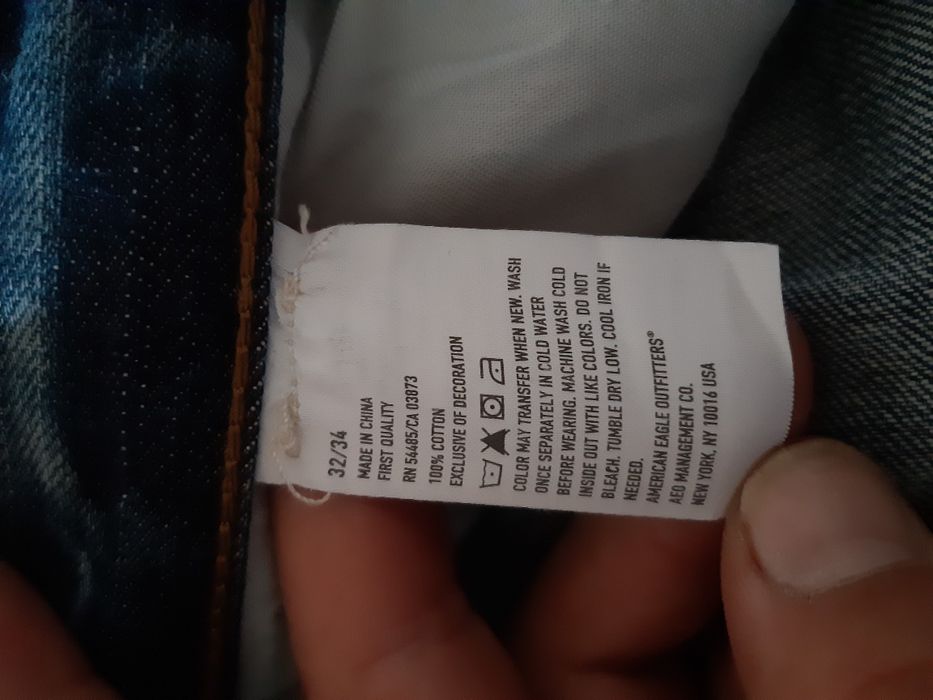 32/34
MADE IN CHINA
FIRST QUALITY
RN 54485/CA 03073
100% COTTON
EXCLUSIVE OF DECORATION
COLOR MAY TRANSFER WHEN NEW. WASH
ONCE SEPARATELY IN COLD WATER
BEFORE WEARING. MACHINE WASH COLD
INSIDE OUT WITH LIKE COLORS. DO NOT
BLEACH. TUMBLE DRY LOW. COOL IRON IF
NEEDED.
AMERICAN EAGLE OUTFITTERS®
AEO MANAGEMENT CO.
NEW YORK, NY 10016 USA